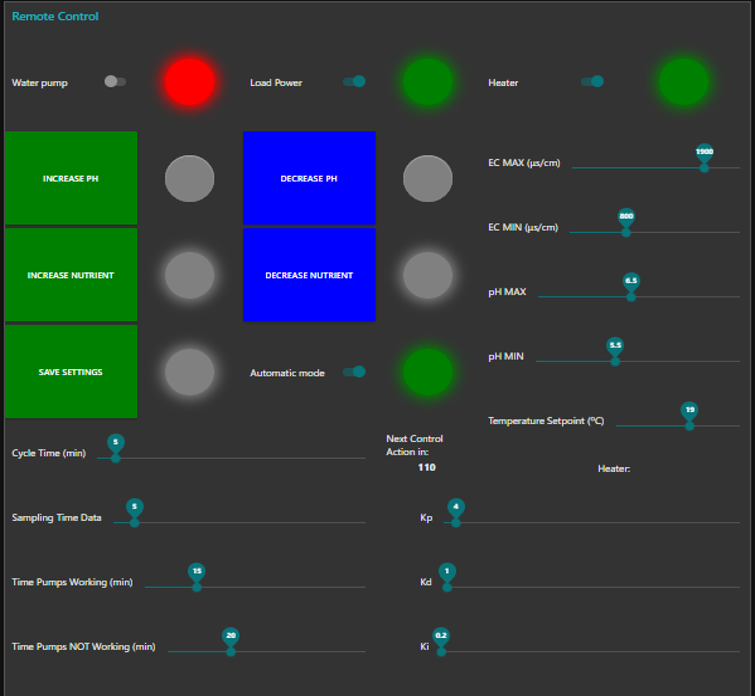 Remote Control
Water pump
Load Power
Heater
INCREASE PH
DECREASE PH
EC MAX (µs/cm)
1900
EC MIN (µs/cm)
800
INCREASE NUTRIENT
DECREASE NUTRIENT
pH MAX
6.5
pH MIN
5.5
SAVE SETTINGS
Automatic mode
Temperature Setpoint (ºC)
19
Cycle Time (min)
5
Next Control
Action in:
110
Heater:
Sampling Time Data
5
Kp
4
Time Pumps Working (min)
15
Kd
1
Time Pumps NOT Working (min)
20
Ki
0.2